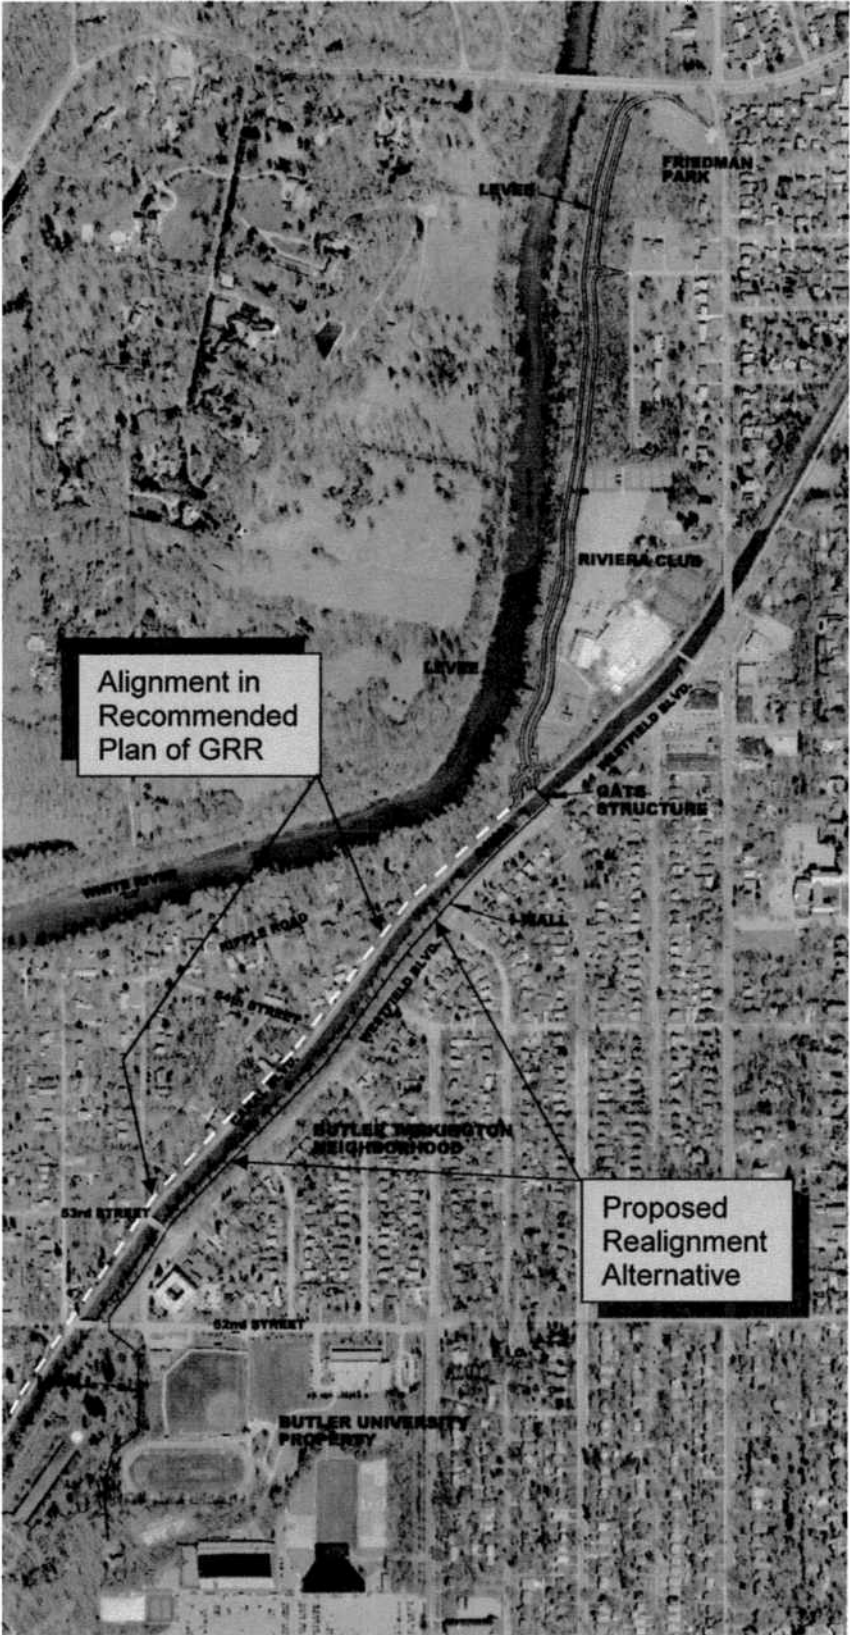 FRIEDMAN
PARK
LEVEE
RIVIERA CLUB
LEVEE
Alignment in
Recommended
Plan of GRR
WESTFIELD BLVD.
GATE
STRUCTURE
WHITE RIVER
RIPPLE ROAD
I-WALL
54th STREET
WESTFIELD BLVD.
CANAL BLVD.
BUTLER TARKINGTON
NEIGHBORHOOD
53rd STREET
Proposed
Realignment
Alternative
52nd STREET
BUTLER UNIVERSITY
PROPERTY